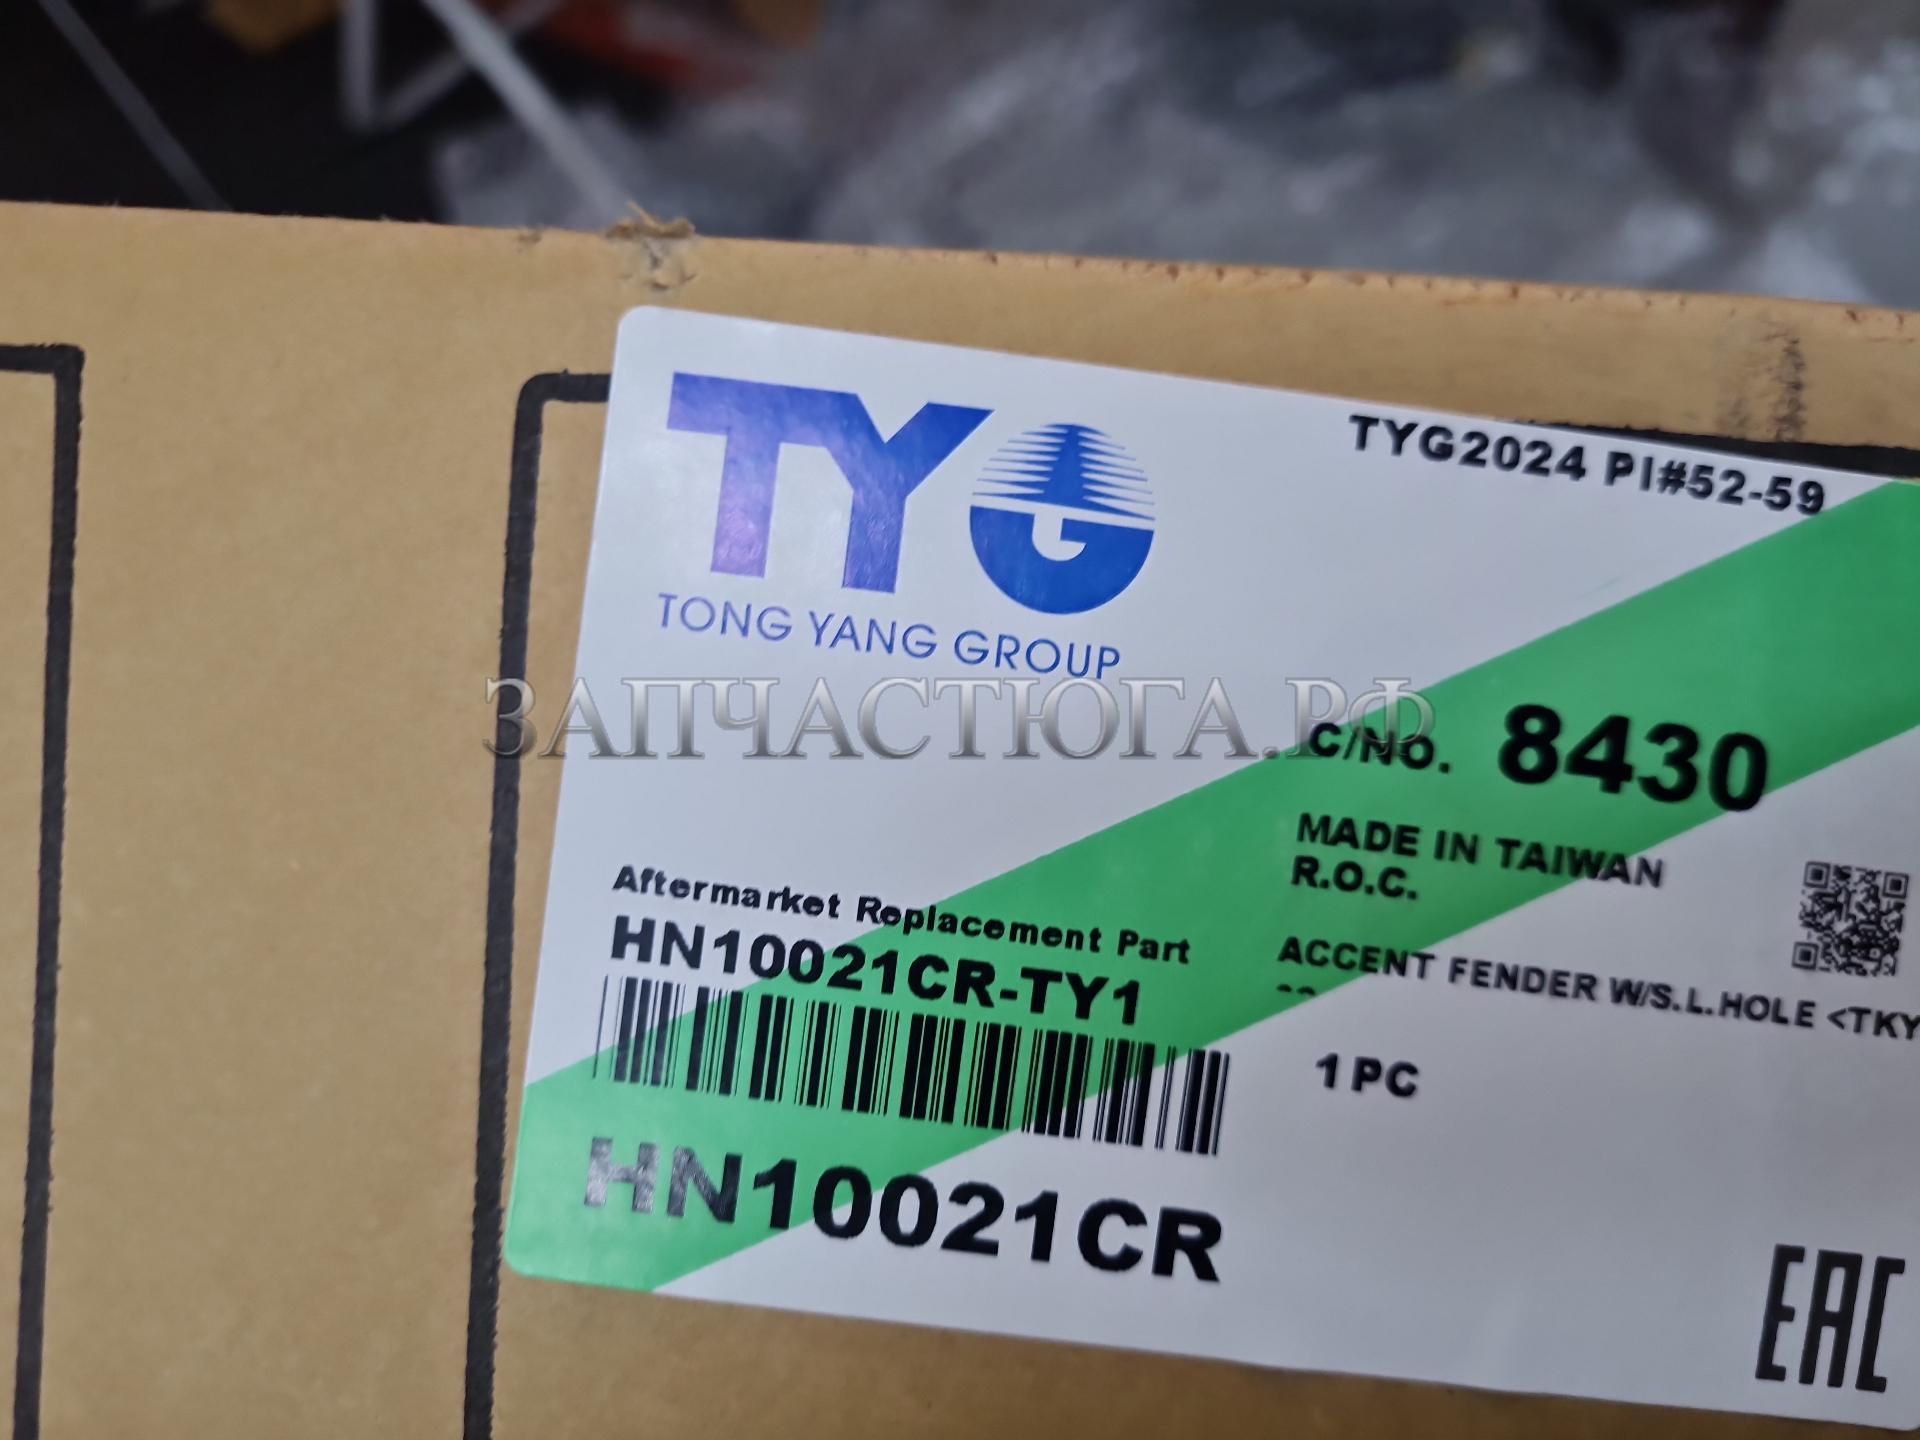 TYG
TONG YANG GROUP
TYG2024 PI#52-59
ЗАПЧАСТЮГА.РФ
C/NO. 8430
MADE IN TAIWAN
R.O.C.
Aftermarket Replacement Part
HN10021CR-TY1
ACCENT FENDER W/S.L.HOLE <TKY
1 PC
HN10021CR
EAC